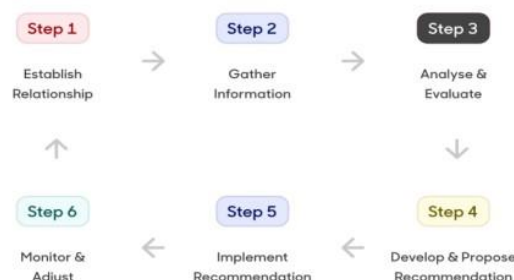 Step 1
Establish
Relationship
Step 2
Gather
Information
Step 3
Analyse &
Evaluate
Step 4
Develop & Propose
Recommendation
Step 5
Implement
Recommendation
Step 6
Monitor &
Adjust